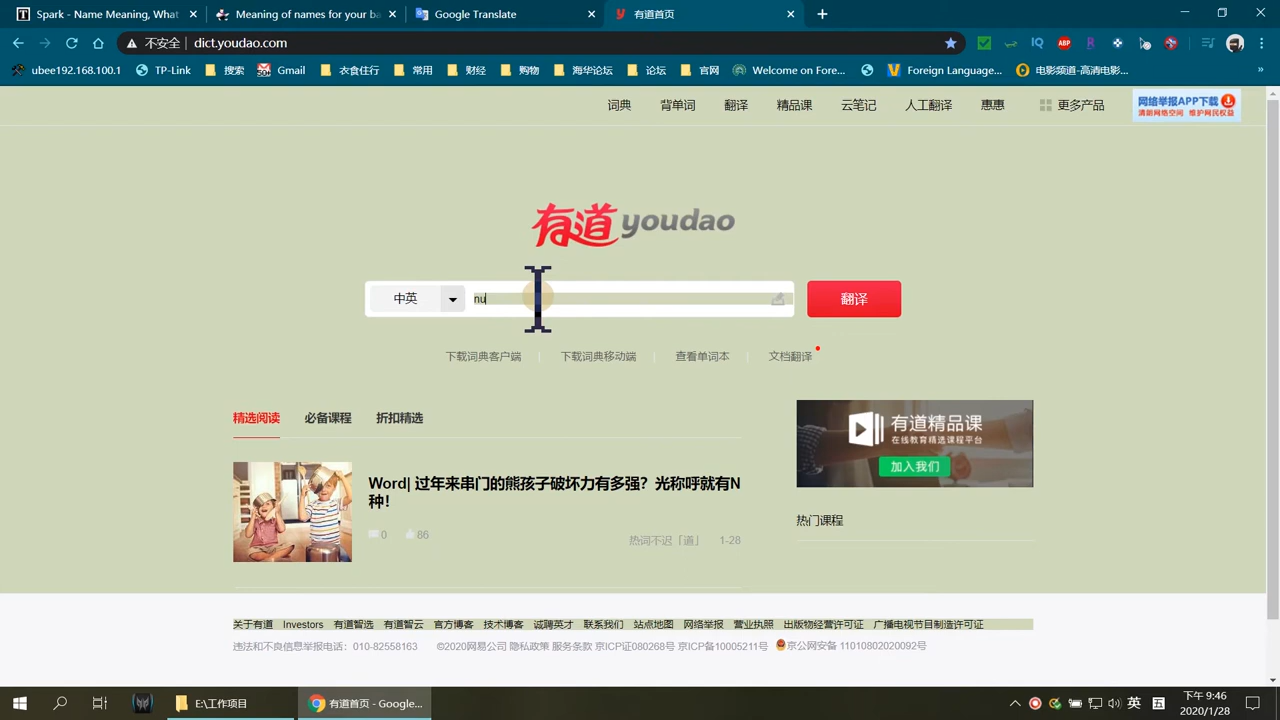 Spark - Name Meaning, What
Meaning of names for your ba
Google Translate
有道首页
不安全 | dict.youdao.com
ubee192.168.100.1
TP-Link
搜索
Gmail
衣食住行
常用
财经
购物
海华论坛
论坛
官网
Welcome on Fore...
Foreign Language...
电影频道-高清电影...
»
词典
背单词
翻译
精品课
云笔记
人工翻译
惠惠
更多产品
网络举报APP下载
清朗网络空间 维护网民权益
有道 youdao
中英
nu
翻译
下载词典客户端
下载词典移动端
查看单词本
文档翻译
精选阅读
必备课程
折扣精选
Word| 过年来串门的熊孩子破坏力有多强？光称呼就有N
种！
0
86
热词不迟「道」
1-28
有道精品课
在线教育精选课程平台
加入我们
热门课程
关于有道 Investors 有道智选 有道智云 官方博客 技术博客 诚聘英才 联系我们 站点地图 网络举报 营业执照 出版物经营许可证 广播电视节目制造许可证
违法和不良信息举报电话：010-82558163 ©2020网易公司 隐私政策 服务条款 京ICP证080268号 京ICP备10005211号 京公网安备 11010802020092号
E:\工作项目
有道首页 - Google...
英
五
下午 9:46
2020/1/28